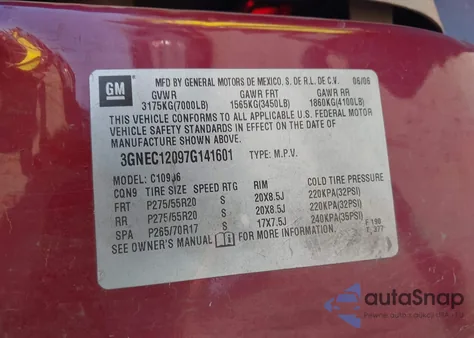 GM
MFD BY GENERAL MOTORS DE MEXICO, S. DE R.L. DE C.V. 06/06
GVWR GAWR FRT GAWR RR
3175KG(7000LB) 1565KG(3450LB) 1860KG(4100LB)
THIS VEHICLE CONFORMS TO ALL APPLICABLE U.S. FEDERAL MOTOR
VEHICLE SAFETY STANDARDS IN EFFECT ON THE DATE OF
MANUFACTURE SHOWN ABOVE.
3GNEC12097G141601 TYPE: M.P.V.
MODEL: C10906
CQN9 TIRE SIZE SPEED RTG RIM COLD TIRE PRESSURE
FRT P275/55R20 S 20X8.5J 220KPA(32PSI)
RR P275/55R20 S 20X8.5J 220KPA(32PSI)
SPA P265/70R17 S 17X7.5J 240KPA(35PSI)
SEE OWNER'S MANUAL FOR MORE INFORMATION.
F 190
T 377
autoSnap